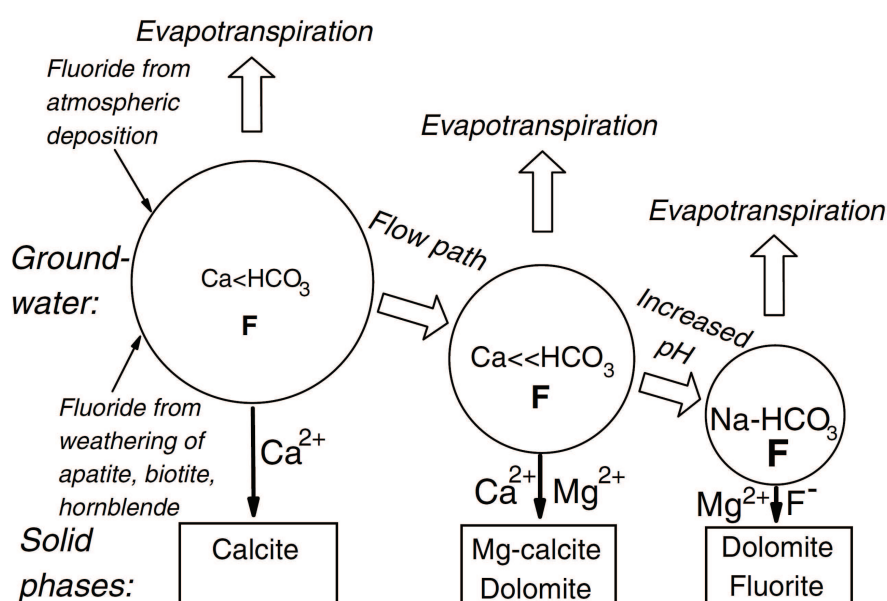 Evapotranspiration
Fluoride from
atmospheric
deposition
Evapotranspiration
Evapotranspiration
Flow path
Ground-
water:
Ca<HCO₃
F
Increased
pH
Ca<<HCO₃
F
Na-HCO₃
F
Fluoride from
weathering of
apatite, biotite,
hornblende
Ca²⁺
Ca²⁺ Mg²⁺
Mg²⁺ F⁻
Solid
phases:
Calcite
Mg-calcite
Dolomite
Dolomite
Fluorite